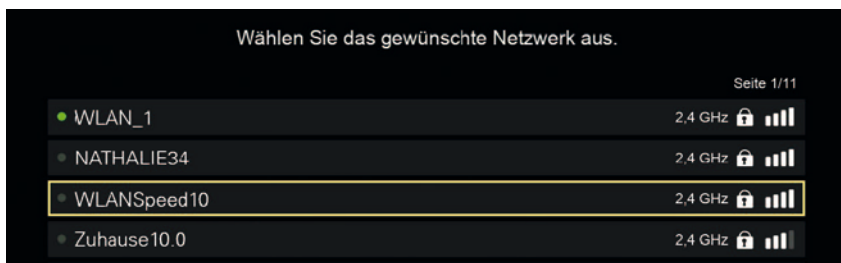 Wählen Sie das gewünschte Netzwerk aus.
Seite 1/11
WLAN_1 2,4 GHz
NATHALIE34 2,4 GHz
WLANSpeed10 2,4 GHz
Zuhause10.0 2,4 GHz